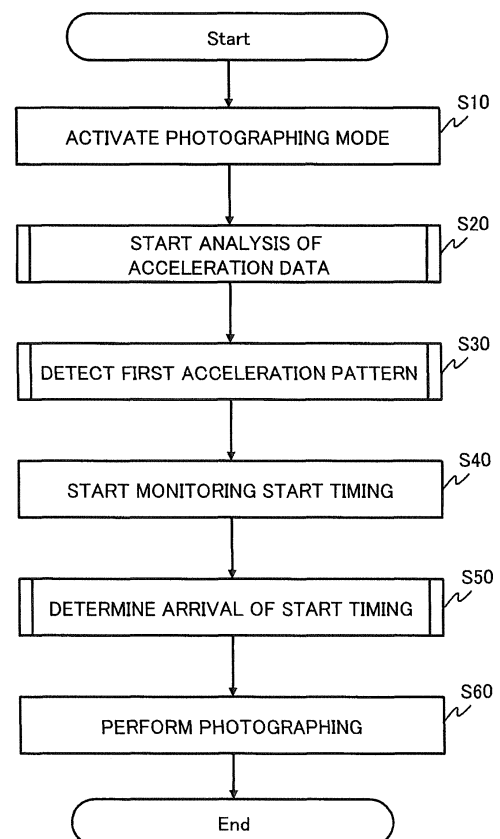 Start
S10
ACTIVATE PHOTOGRAPHING MODE
S20
START ANALYSIS OF
ACCELERATION DATA
S30
DETECT FIRST ACCELERATION PATTERN
S40
START MONITORING START TIMING
S50
DETERMINE ARRIVAL OF START TIMING
S60
PERFORM PHOTOGRAPHING
End